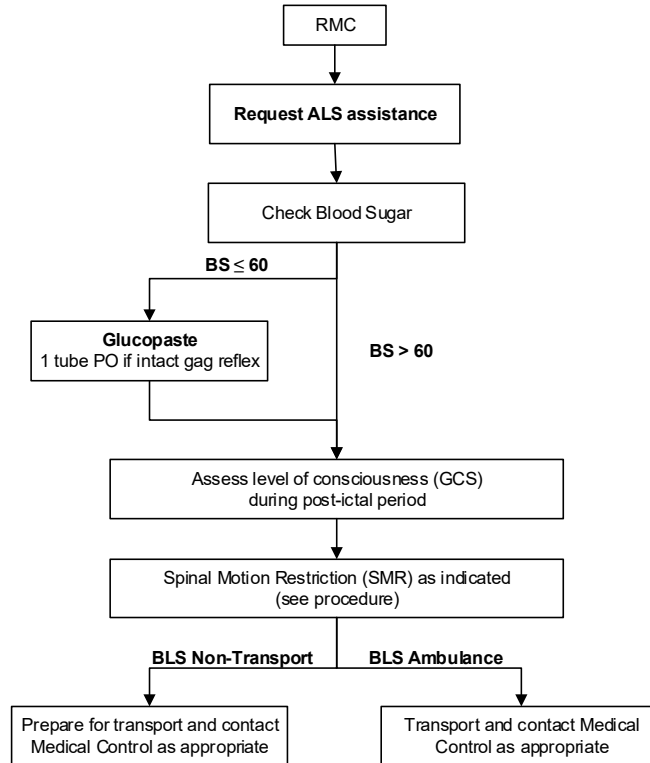 RMC
Request ALS assistance
Check Blood Sugar
BS ≤ 60
Glucopaste
1 tube PO if intact gag reflex
BS > 60
Assess level of consciousness (GCS)
during post-ictal period
Spinal Motion Restriction (SMR) as indicated
(see procedure)
BLS Non-Transport
BLS Ambulance
Prepare for transport and contact
Medical Control as appropriate
Transport and contact Medical
Control as appropriate